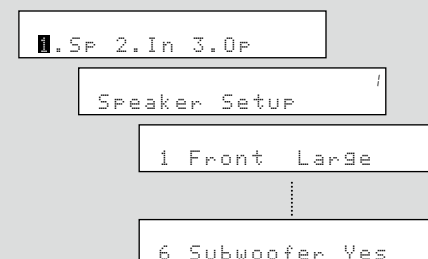 1.Sp 2.In 3.Op
1
Speaker Setup
1 Front Large
6 Subwoofer Yes